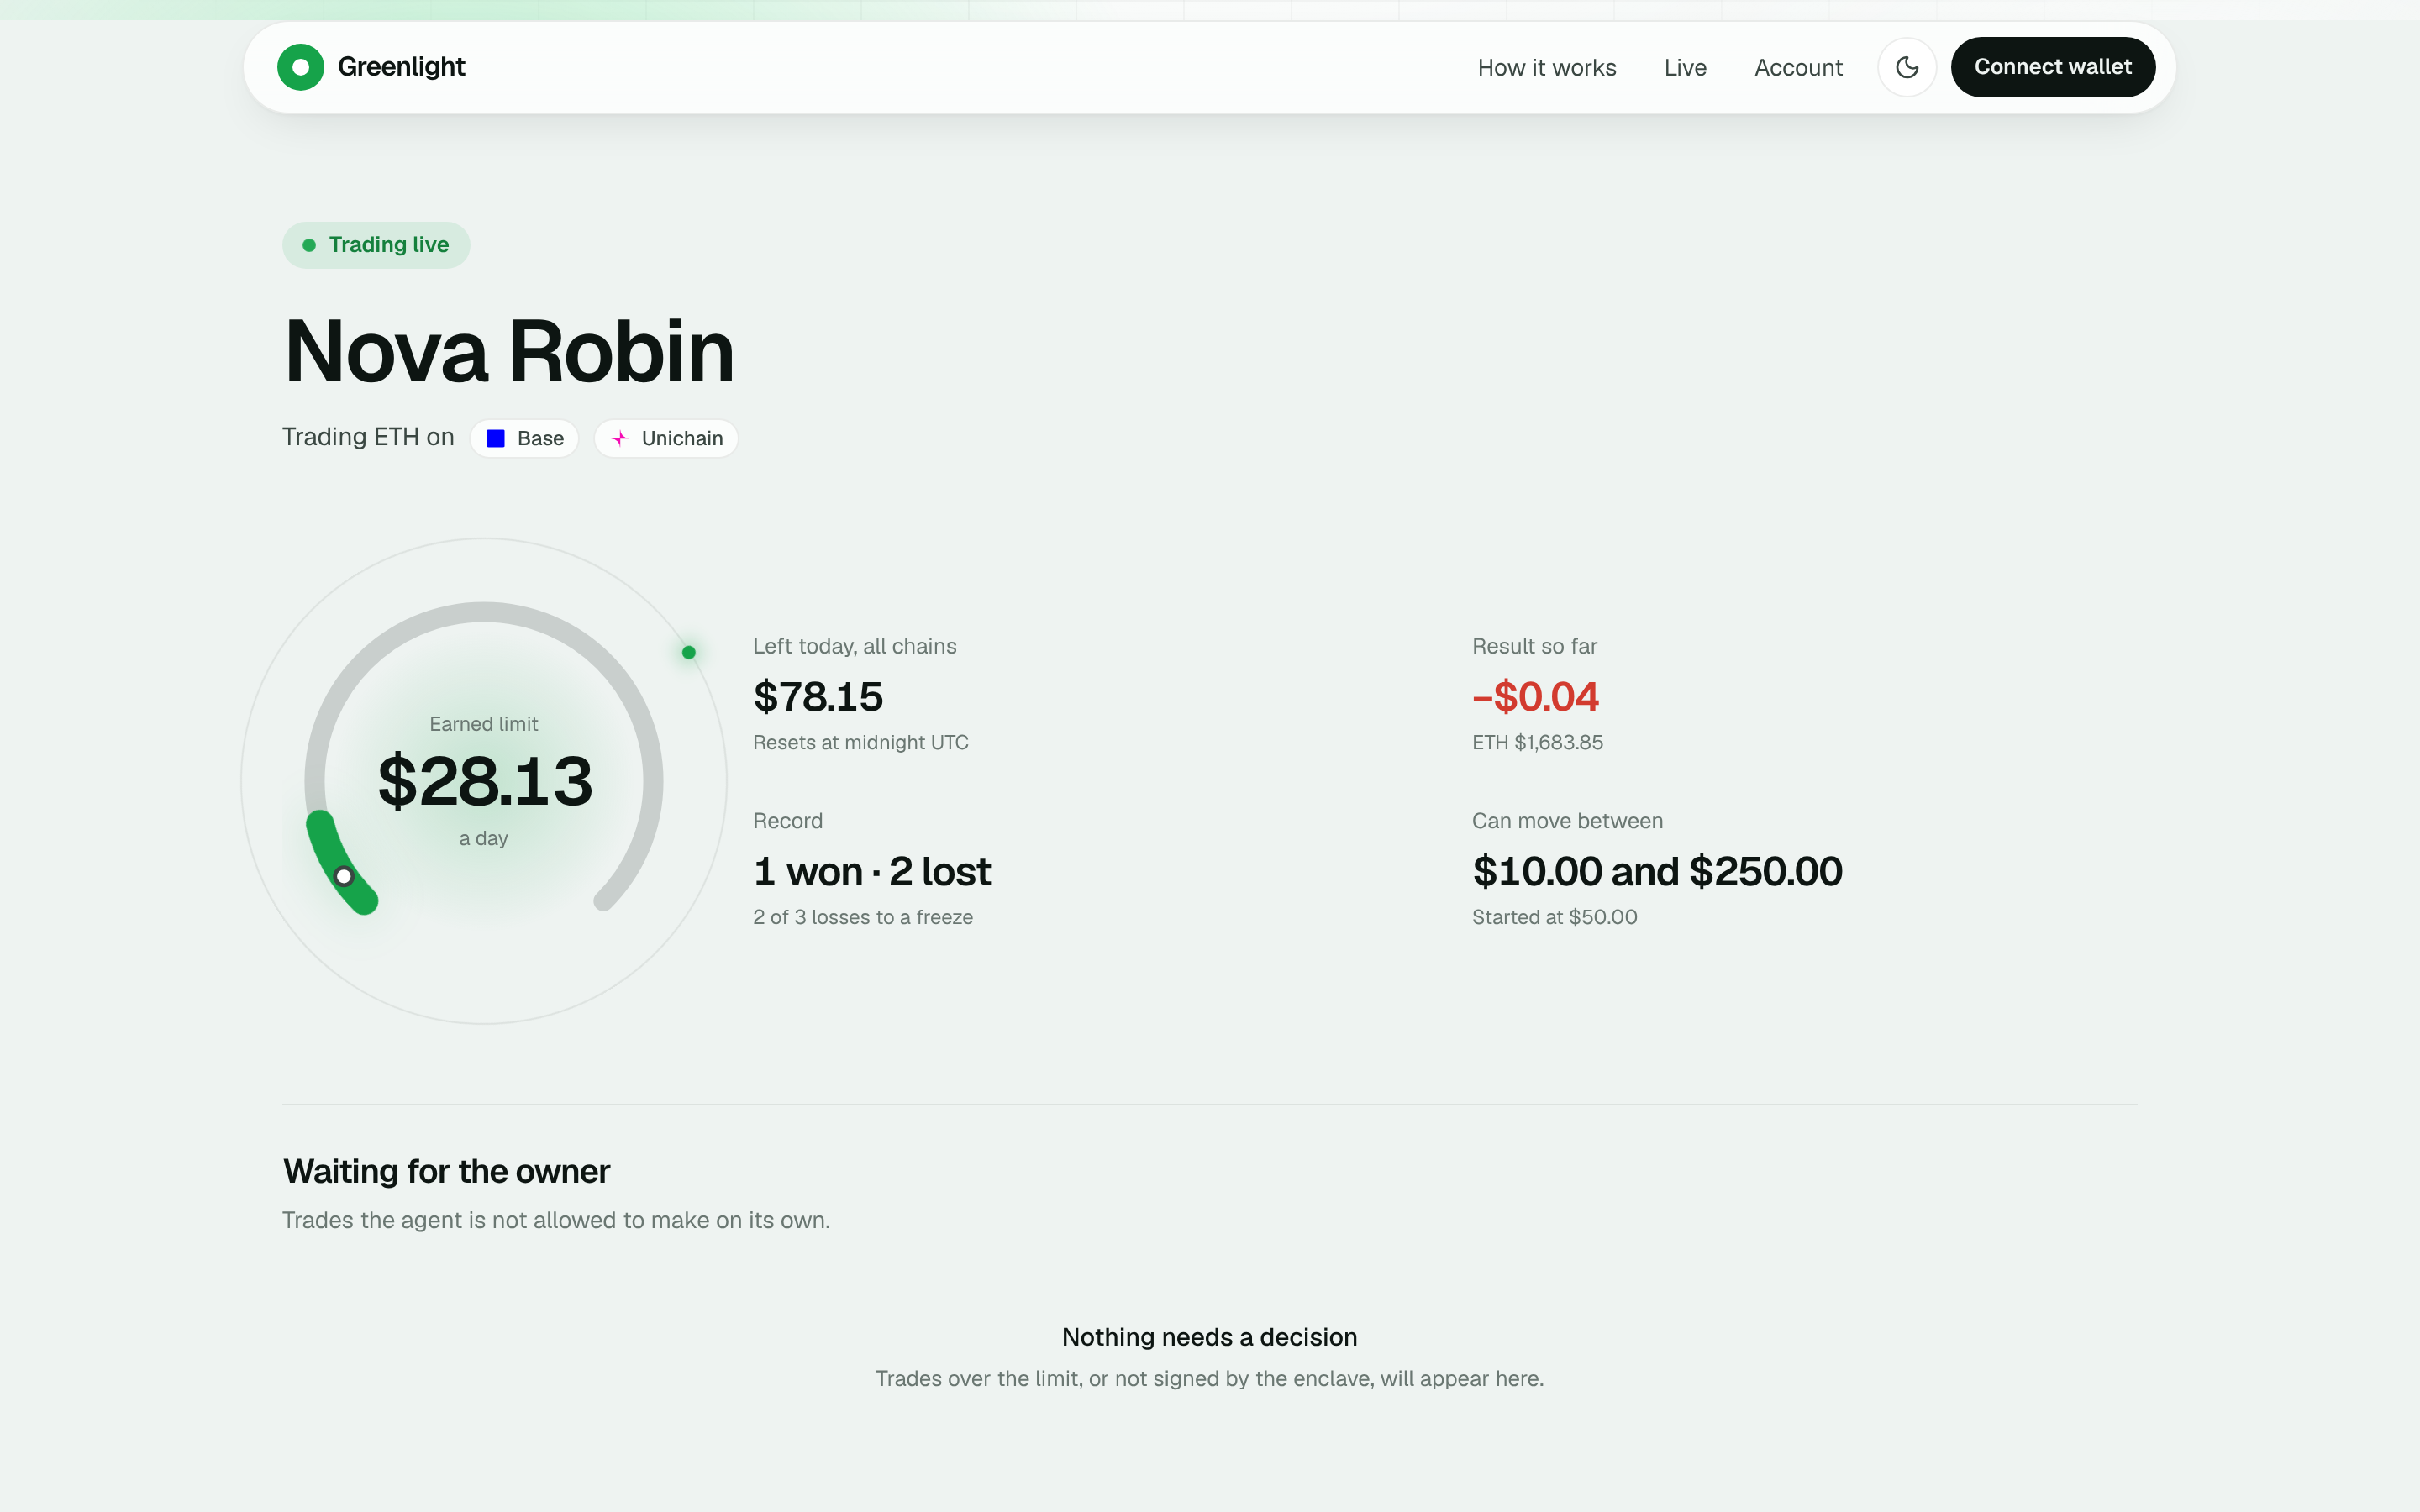 Greenlight
How it works
Live
Account
Connect wallet
Trading live
Nova Robin
Trading ETH on
Base
Unichain
Earned limit
$28.13
a day
Left today, all chains
$78.15
Resets at midnight UTC
Result so far
−$0.04
ETH $1,683.85
Record
1 won · 2 lost
2 of 3 losses to a freeze
Can move between
$10.00 and $250.00
Started at $50.00
Waiting for the owner
Trades the agent is not allowed to make on its own.
Nothing needs a decision
Trades over the limit, or not signed by the enclave, will appear here.